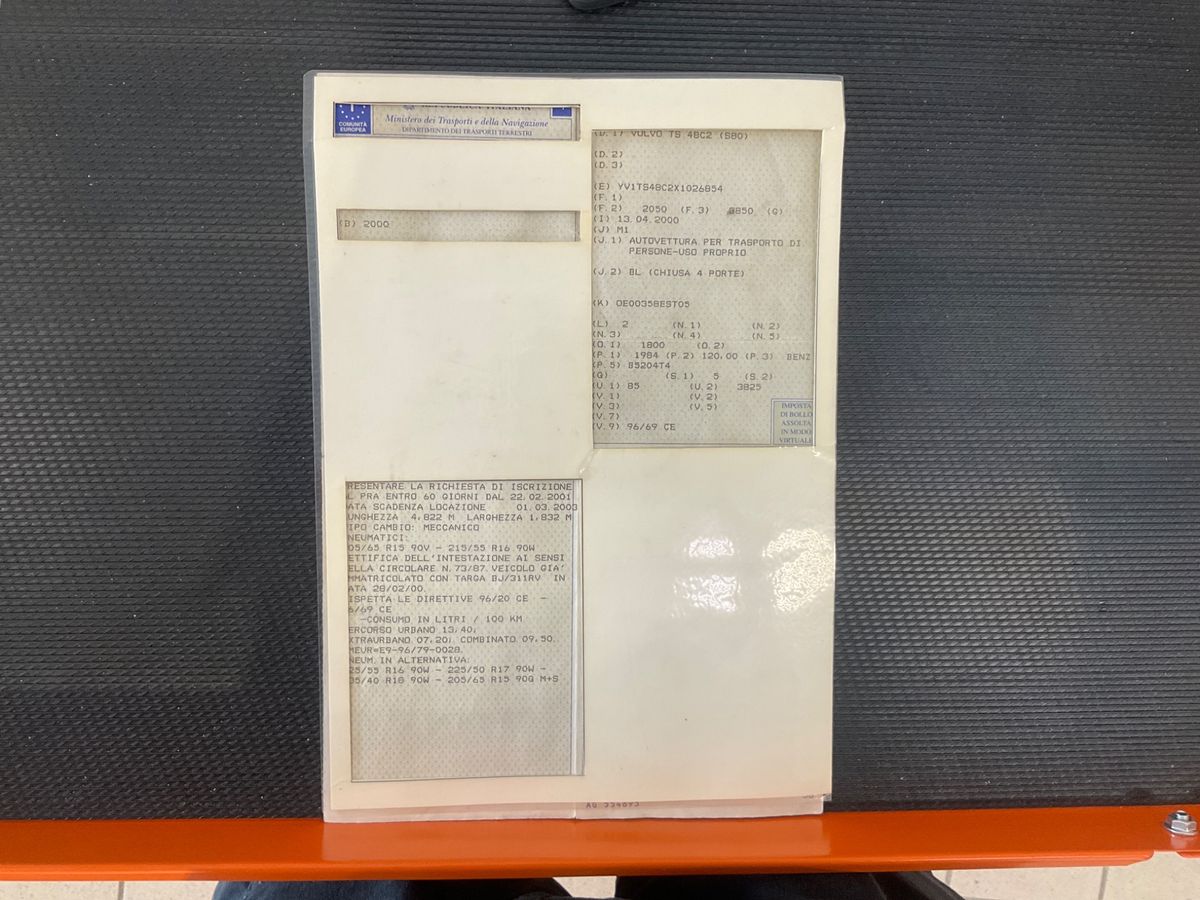 COMUNITÀ
EUROPEA
REPUBBLICA ITALIANA
Ministero dei Trasporti e della Navigazione
DIPARTIMENTO DEI TRASPORTI TERRESTRI
(B) 2000
(D. 1) VOLVO TS 48C2 (S80)
(D. 2)
(D. 3)
(E) YV1TS48C2X1026854
(F. 1)
(F. 2) 2050 (F. 3) 3850 (G)
(I) 13.04.2000
(J) M1
(J. 1) AUTOVETTURA PER TRASPORTO DI
PERSONE-USO PROPRIO
(J. 2) BL (CHIUSA 4 PORTE)
(K) OE00358EST05
(L) 2 (N. 1) (N. 2)
(N. 3) (N. 4) (N. 5)
(O. 1) 1800 (O. 2)
(P. 1) 1984 (P. 2) 120,00 (P. 3) BENZ
(P. 5) B5204T4
(Q) (S. 1) 5 (S. 2)
(U. 1) 85 (U. 2) 3825
(V. 1) (V. 2)
(V. 3) (V. 5)
(V. 7)
(V. 9) 96/69 CE
IMPOSTA
DI BOLLO
ASSOLTA
IN MODO
VIRTUALE
RESENTARE LA RICHIESTA DI ISCRIZIONE
L PRA ENTRO 60 GIORNI DAL 22.02.2001
ATA SCADENZA LOCAZIONE 01.03.2003
UNGHEZZA 4,822 M LARGHEZZA 1,832 M
IPO CAMBIO: MECCANICO
NEUMATICI:
05/65 R15 90V - 215/55 R16 90W
ETTIFICA DELL'INTESTAZIONE AI SENSI
ELLA CIRCOLARE N. 73/87 VEICOLO GIA'
MMATRICOLATO CON TARGA BJ/311RV IN
ATA 28/02/00.
ISPETTA LE DIRETTIVE 96/20 CE -
6/69 CE
-CONSUMO IN LITRI / 100 KM
ERCORSO URBANO 13,40;
XTRAURBANO 07,20; COMBINATO 09,50.
MEUR=E9-96/79-0028.
NEUM. IN ALTERNATIVA:
25/55 R16 90W - 225/50 R17 90W -
35/40 R18 90W - 205/65 R15 90Q M+S